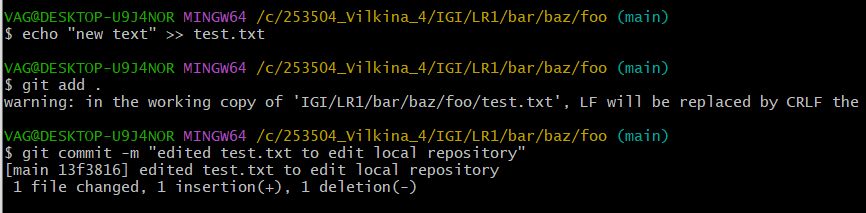 VAG@DESKTOP-U9J4NOR MINGW64 /c/253504_Vilkina_4/IGI/LR1/bar/baz/foo (main)
$ echo "new text" >> test.txt
VAG@DESKTOP-U9J4NOR MINGW64 /c/253504_Vilkina_4/IGI/LR1/bar/baz/foo (main)
$ git add .
warning: in the working copy of 'IGI/LR1/bar/baz/foo/test.txt', LF will be replaced by CRLF the
VAG@DESKTOP-U9J4NOR MINGW64 /c/253504_Vilkina_4/IGI/LR1/bar/baz/foo (main)
$ git commit -m "edited test.txt to edit local repository"
[main 13f3816] edited test.txt to edit local repository
 1 file changed, 1 insertion(+), 1 deletion(-)